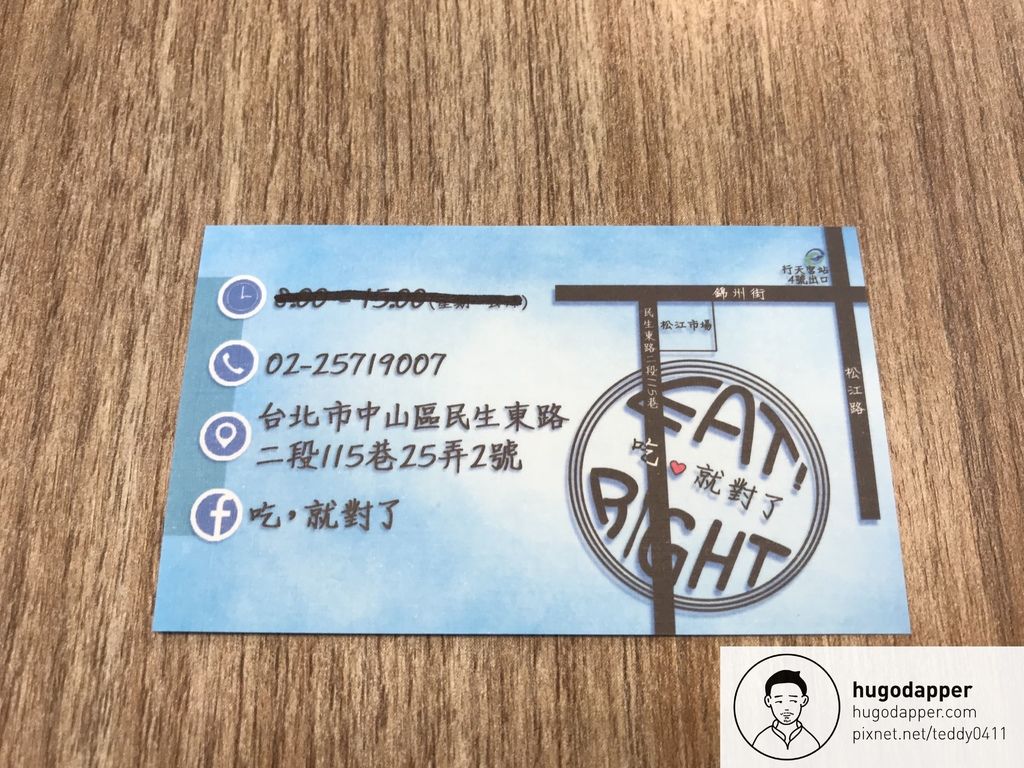 02-25719007
台北市中山區民生東路
二段115巷25弄2號
吃，就對了
行天宮站
4號出口
錦州街
松江市場
民生東路二段115巷
松江路
EAT!
吃 就對了
RIGHT
hugodapper
hugodapper.com
pixnet.net/teddy0411